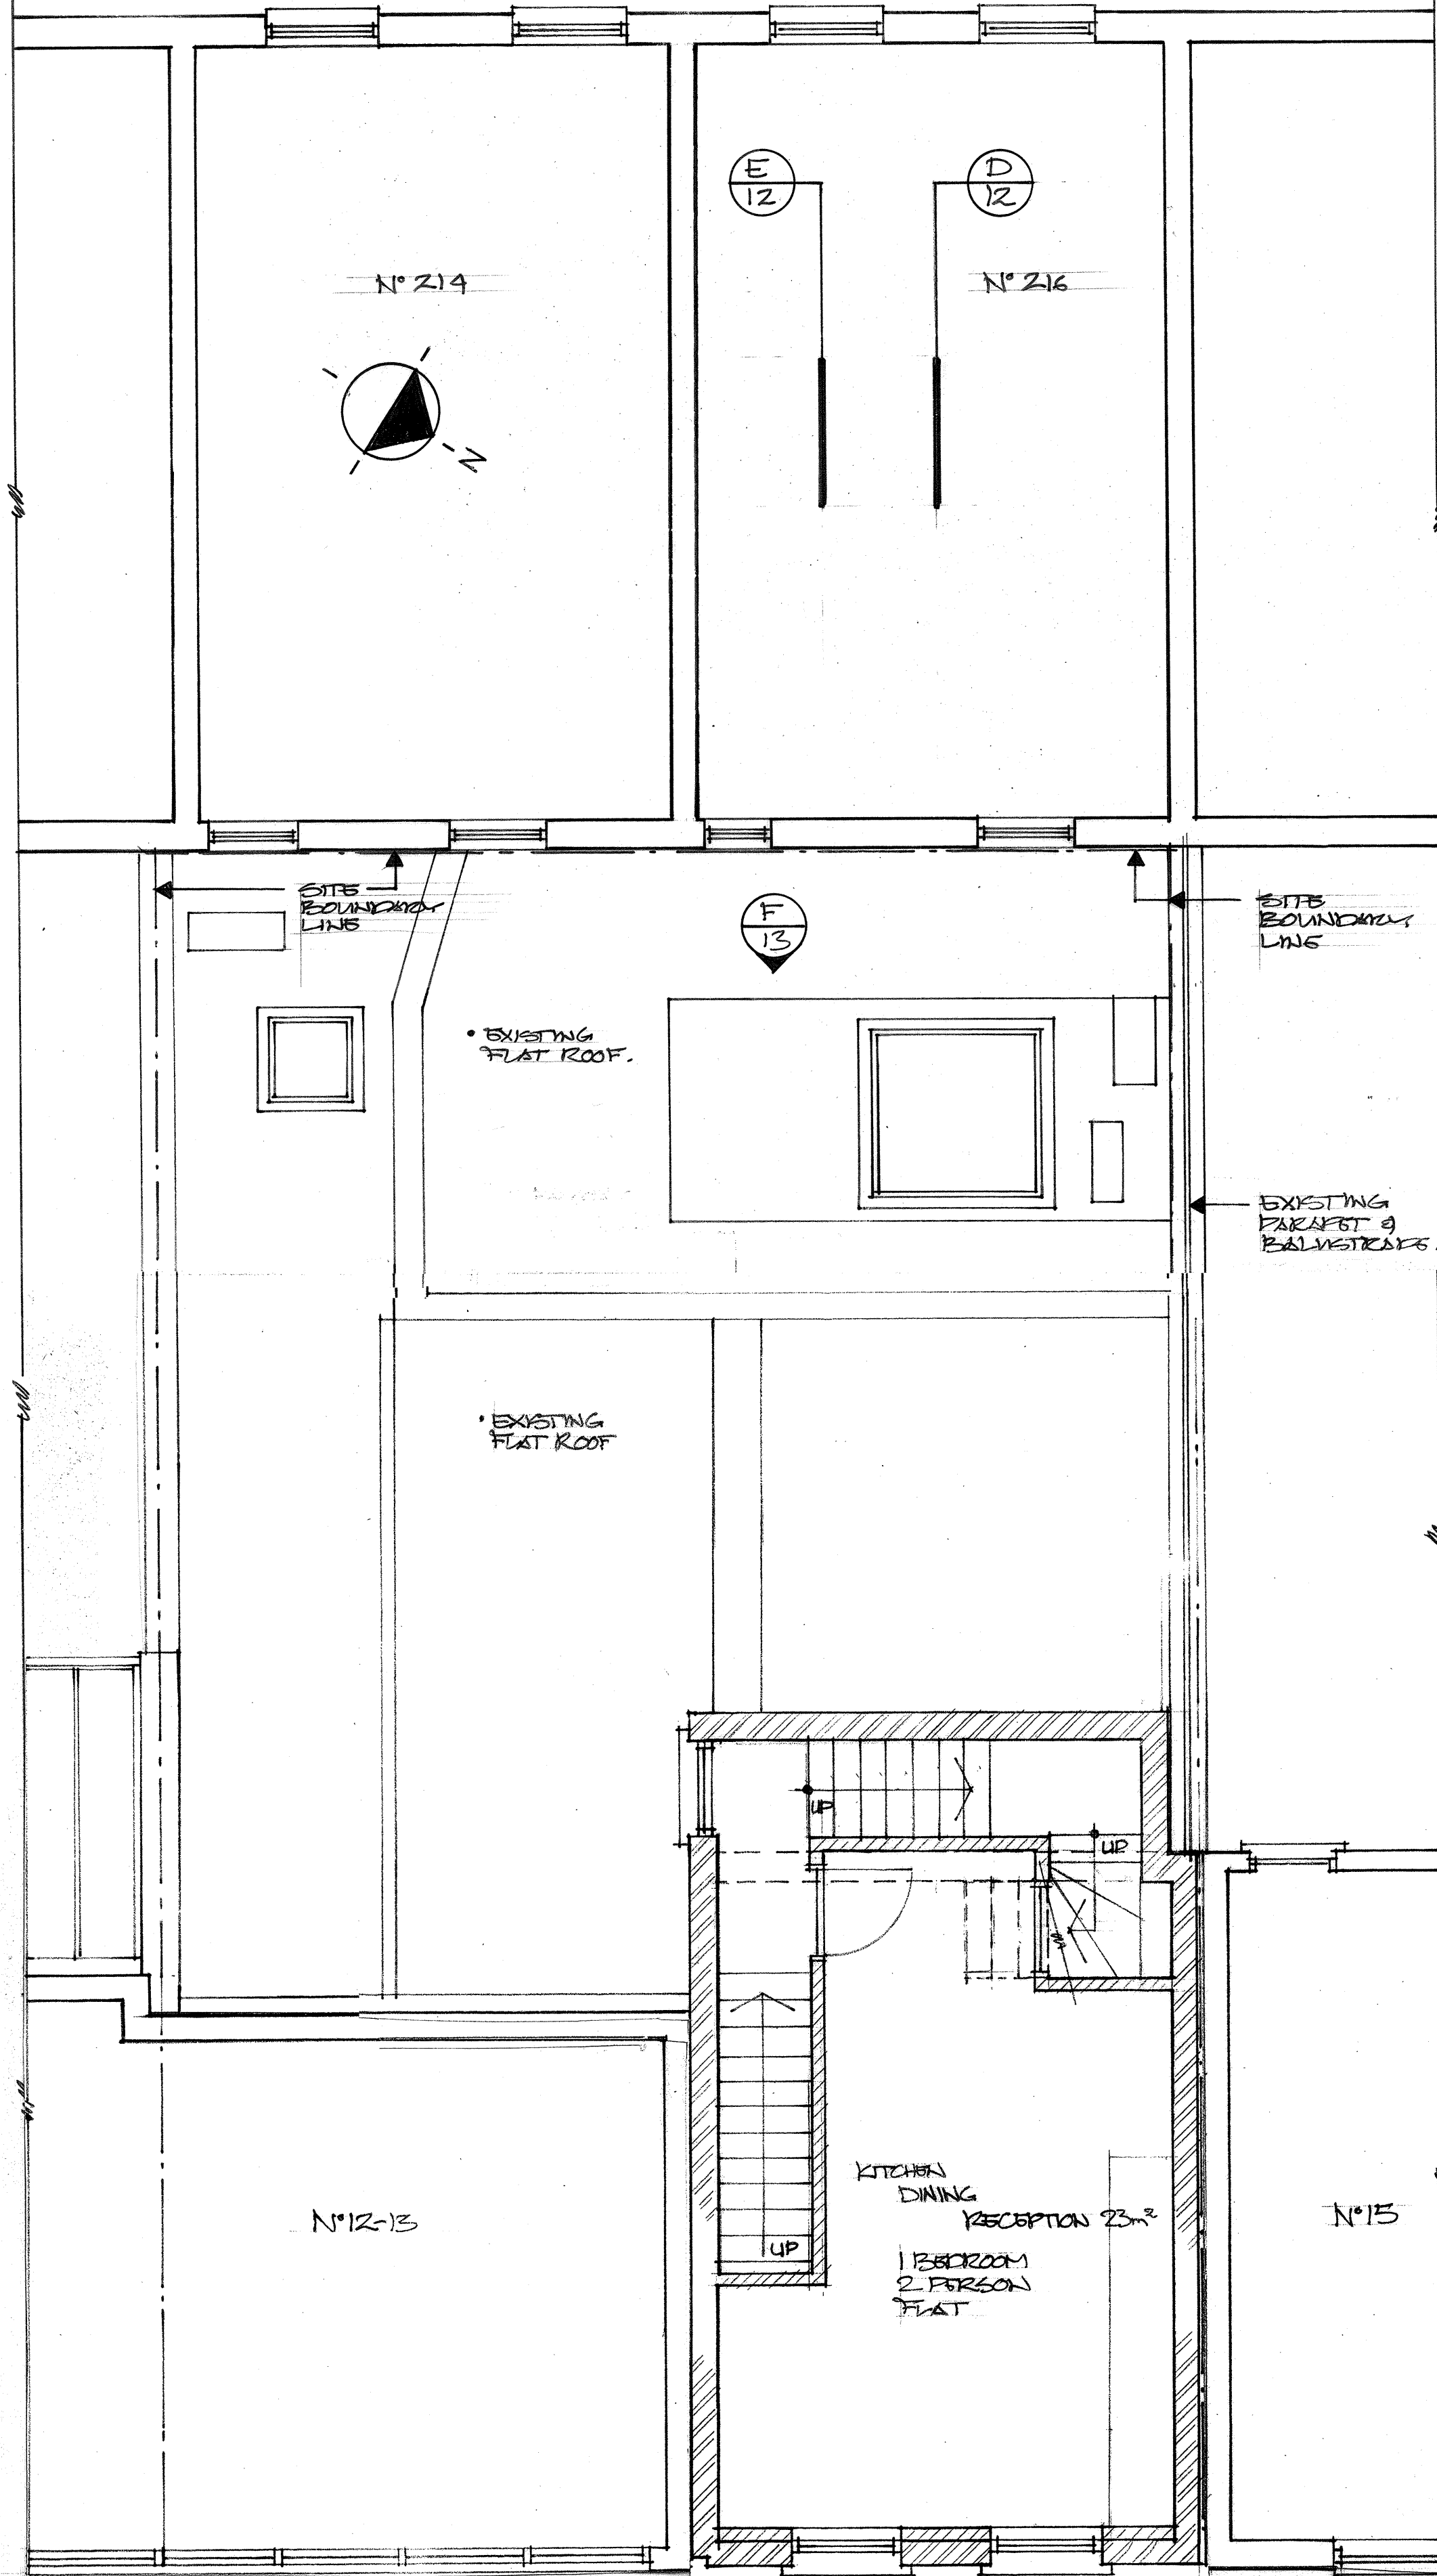 E
12
D
12
N° 214
N° 216
N
SITE
BOUNDARY
LINE
F
13
SITE
BOUNDARY
LINE
• EXISTING
FLAT ROOF.
EXISTING
PARAPET &
BALUSTRADE.
• EXISTING
FLAT ROOF
UP
UP
KITCHEN
DINING
RECEPTION 23m²
1 BEDROOM
2 PERSON
FLAT
UP
N° 12-13
N° 15